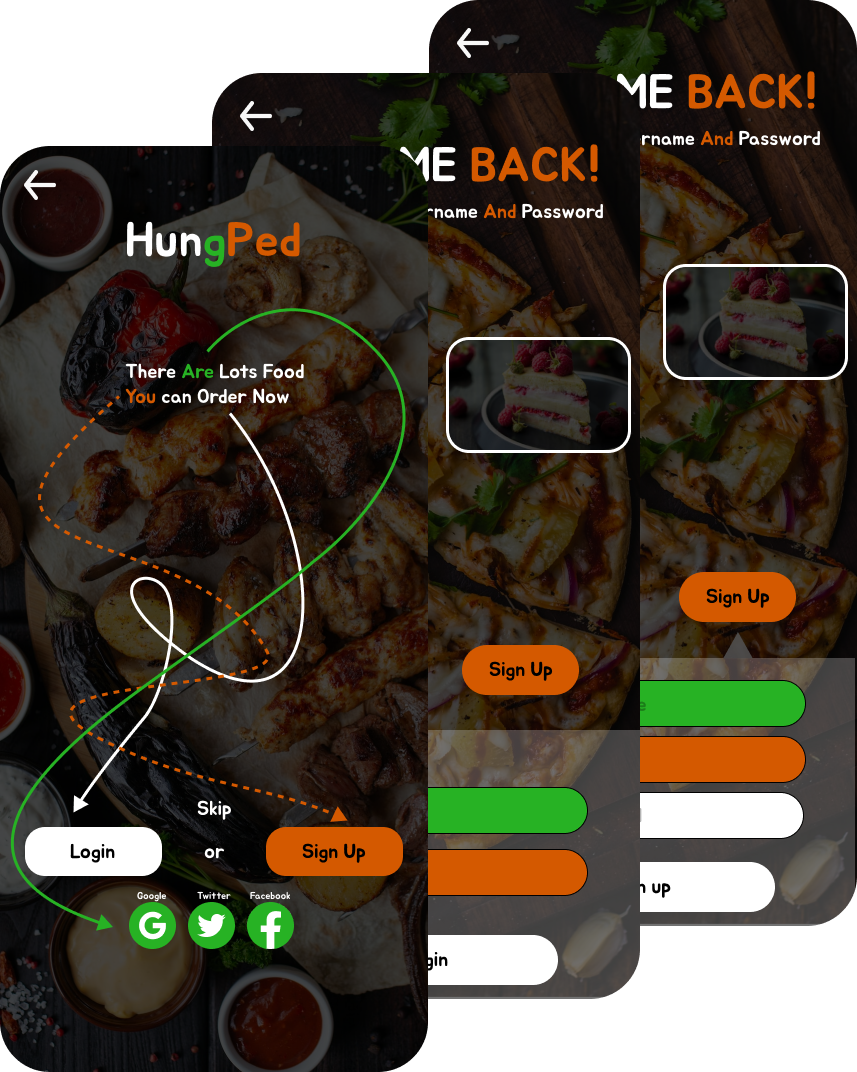 HungPed
There Are Lots Food
You can Order Now
Skip
Login
or
Sign Up
Google
Twitter
Facebook
ME BACK!
rname And Password
Sign Up
gin
ME BACK!
rname And Password
Sign Up
e
n up